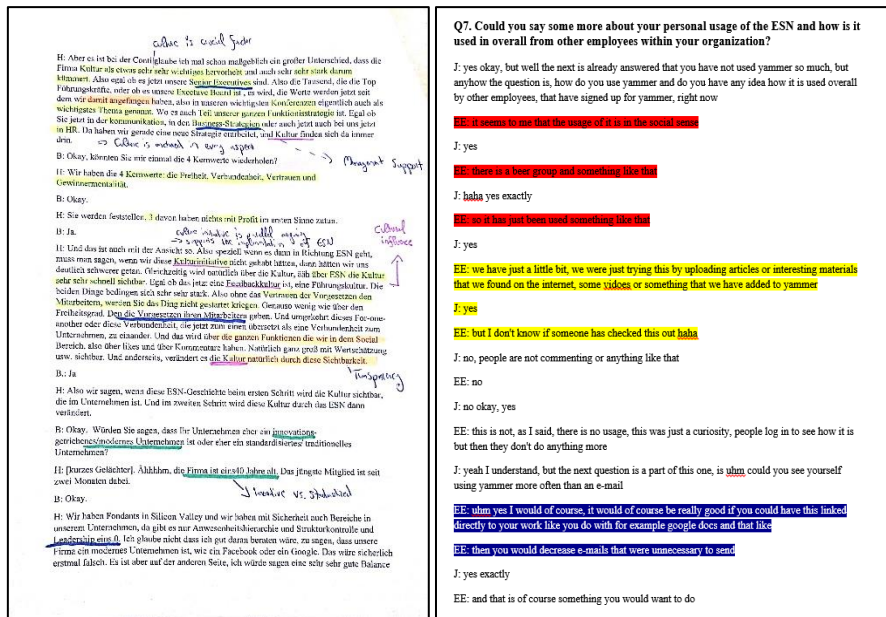 culture is crucial factor
H: Aber es ist bei der Conti glaube ich mal schon maßgeblich ein großer Unterschied, dass die
Firma Kultur als etwas sehr sehr wichtiges hervorhebt und auch sehr sehr stark darum
kümmert. Also egal ob es jetzt unsere Senior Executives sind. Also die Tausend, die die Top
Führungskräfte, oder ob es unsere Executive Board ist, es wird, die Werte werden jetzt seit
dem wir damit angefangen haben, also in unseren wichtigsten Konferenzen eigentlich auch als
wichtigstes Thema genannt. Wo es auch Teil unserer ganzen Funktionsstrategie ist. Egal ob
Sie jetzt in der kommunikation, in den Business-Strategien oder auch jetzt auch bei uns jetzt
in HR. Da haben wir gerade eine neue Strategie erarbeitet, und Kultur finden sich da immer
drin.
culture is anchored in every aspect
Management Support
B: Okay, könnten Sie mir einmal die 4 Kernwerte wiederholen?
H: Wir haben die 4 Kernwerte: die Freiheit, Verbundenheit, Vertrauen und
Gewinnermentalität.
B: Okay.
H: Sie werden feststellen, 3 davon haben nichts mit Profit im ersten Sinne zutun.
B: Ja.
culture initiative is
supports the implementation of ESN
cultural
influence
H: Und das ist auch mit der Ansicht so. Also speziell wenn es dann in Richtung ESN geht,
muss man sagen, wenn wir diese Kulturinitiative nicht gehabt hätten, dann hätten wir uns
deutlich schwerer getan. Gleichzeitig wird natürlich über die Kultur, ääh über ESN die Kultur
sehr sehr schnell sichtbar. Egal ob das jetzt eine Feedbackkultur ist, eine Führungskultur. Die
beiden Dinge bedingen sich sehr sehr stark. Also ohne das Vertrauen der Vorgesetzten den
Mitarbeitern, werden Sie das Ding nicht gestartet kriegen. Genauso wenig wie über den
Freiheitsgrad. Den die Vorgesetzten ihren Mitarbeitern geben. Und umgekehrt dieses For-one-
another oder diese Verbundenheit, die jetzt zum einen übersetzt als eine Verbundenheit zum
Unternehmen, zu einander. Und das wird über die ganzen Funktionen die wir in dem Social
Bereich, also über likes und über Kommentare haben. Natürlich ganz groß mit Wertschätzung
usw. sichtbar. Und anderseits, verändert es die Kultur natürlich durch diese Sichtbarkeit.
B.: Ja
Transparency
H: Also wir sagen, wenn diese ESN-Geschichte beim ersten Schritt wird die Kultur sichtbar,
die im Unternehmen ist. Und im zweiten Schritt wird diese Kultur durch das ESN dann
verändert.
B: Okay. Würden Sie sagen, dass Ihr Unternehmen eher ein innovations-
getriebenes/modernes Unternehmen ist oder eher ein standardisiertes/ traditionelles
Unternehmen?
H: [kurzes Gelächter]. Ähhhhm, die Firma ist eins40 Jahre alt. Das jüngste Mitglied ist seit
zwei Monaten dabei.
vs.
B: Okay.
H: Wir haben Fondants in Silicon Valley und wir haben mit Sicherheit auch Bereiche in
unserem Unternehmen, da gibt es nur Anwesenheitshierarchie und Strukturkontrolle und
Leadership eins.0. Ich glaube nicht dass ich gut daran beraten wäre, zu sagen, dass unsere
Firma ein modernes Unternehmen ist, wie ein Facebook oder ein Google. Das wäre sicherlich
erstmal falsch. Es ist aber auf der anderen Seite, ich würde sagen eine sehr sehr gute Balance
Q7. Could you say some more about your personal usage of the ESN and how is it
used in overall from other employees within your organization?
J: yes okay, but well the next is already answered that you have not used yammer so much, but
anyhow the question is, how do you use yammer and do you have any idea how it is used overall
by other employees, that have signed up for yammer, right now
EE: it seems to me that the usage of it is in the social sense
J: yes
EE: there is a beer group and something like that
J: haha yes exactly
EE: so it has just been used something like that
J: yes
EE: we have just a little bit, we were just trying this by uploading articles or interesting materials
that we found on the internet, some vidoes or something that we have added to yammer
J: yes
EE: but I don't know if someone has checked this out haha
J: no, people are not commenting or anything like that
EE: no
J: no okay, yes
EE: this is not, as I said, there is no usage, this was just a curiosity, people log in to see how it is
but then they don't do anything more
J: yeah I understand, but the next question is a part of this one, is uhm could you see yourself
using yammer more often than an e-mail
EE: uhm yes I would of course, it would of course be really good if you could have this linked
directly to your work like you do with for example google docs and that like
EE: then you would decrease e-mails that were unnecessary to send
J: yes exactly
EE: and that is of course something you would want to do